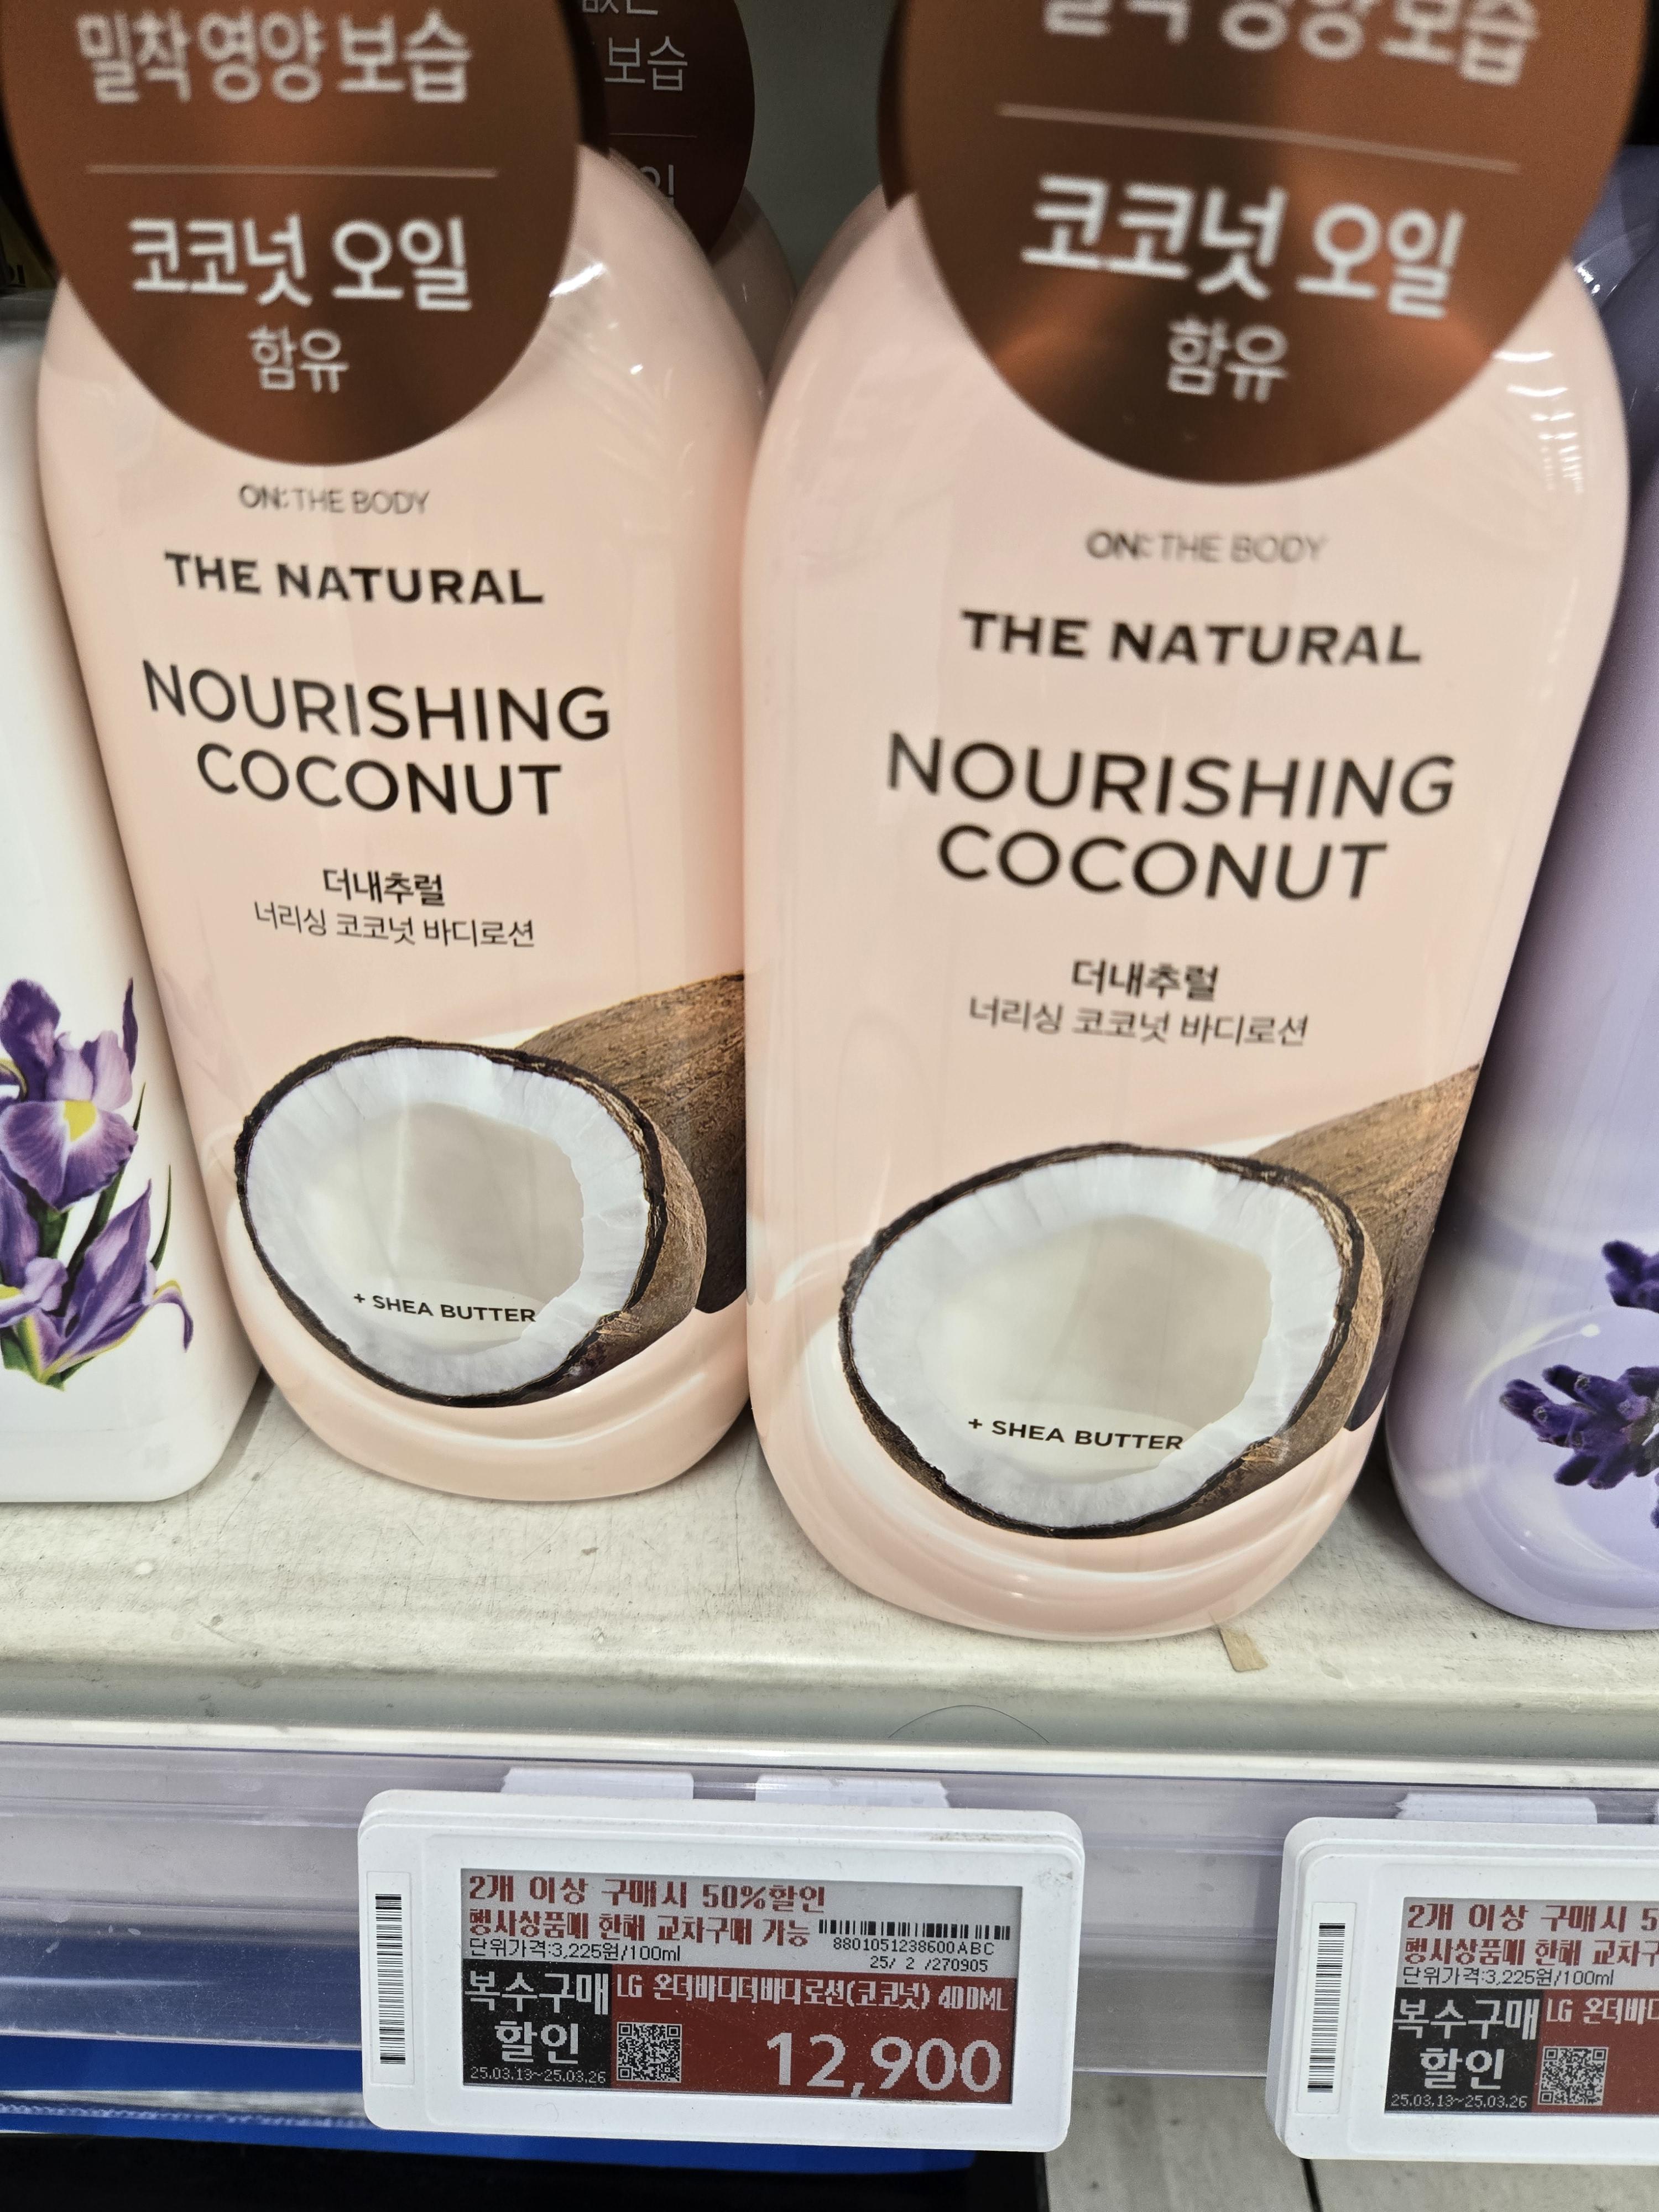 밀착 영양 보습
코코넛 오일
함유
보습
밀착 영양 보습
코코넛 오일
함유
ON: THE BODY
THE NATURAL
NOURISHING
COCONUT
더내추럴
너리싱 코코넛 바디로션
+ SHEA BUTTER
ON: THE BODY
THE NATURAL
NOURISHING
COCONUT
더내추럴
너리싱 코코넛 바디로션
+ SHEA BUTTER
2개 이상 구매시 50%할인
행사상품에 한해 교차구매 가능
단위가격:3,225원/100ml
8801051238600ABC
25/ 2 /270905
복수구매
할인
25.03.13~25.03.26
LG 온더바디더바디로션(코코넛) 400ML
12,900
2개 이상 구매시 5
행사상품에 한해 교차구
단위가격:3,225원/100ml
복수구매
할인
25.03.13~25.03.26
LG 온더바